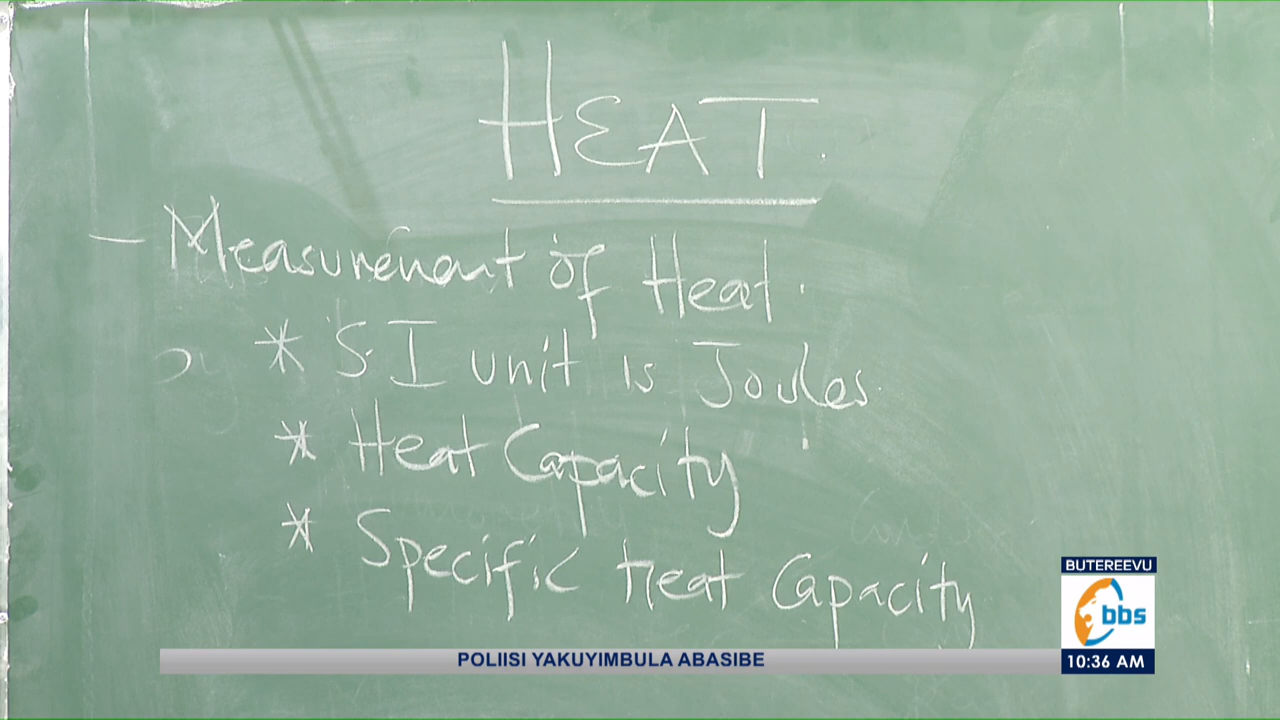 HEAT.
- Measurement of Heat.
* S.I unit is Joules.
* Heat Capacity
* Specific Heat Capacity
BUTEREEVU
bbs
10:36 AM
POLIISI YAKUYIMBULA ABASIBE